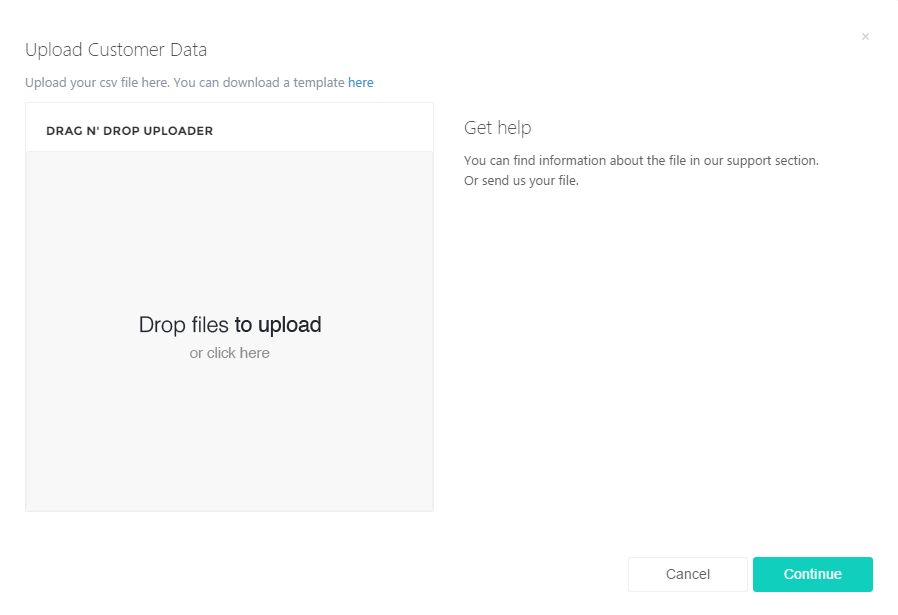 ×
Upload Customer Data
Upload your csv file here. You can download a template here
DRAG N' DROP UPLOADER
Drop files to upload
or click here
Get help
You can find information about the file in our support section.
Or send us your file.
Cancel
Continue